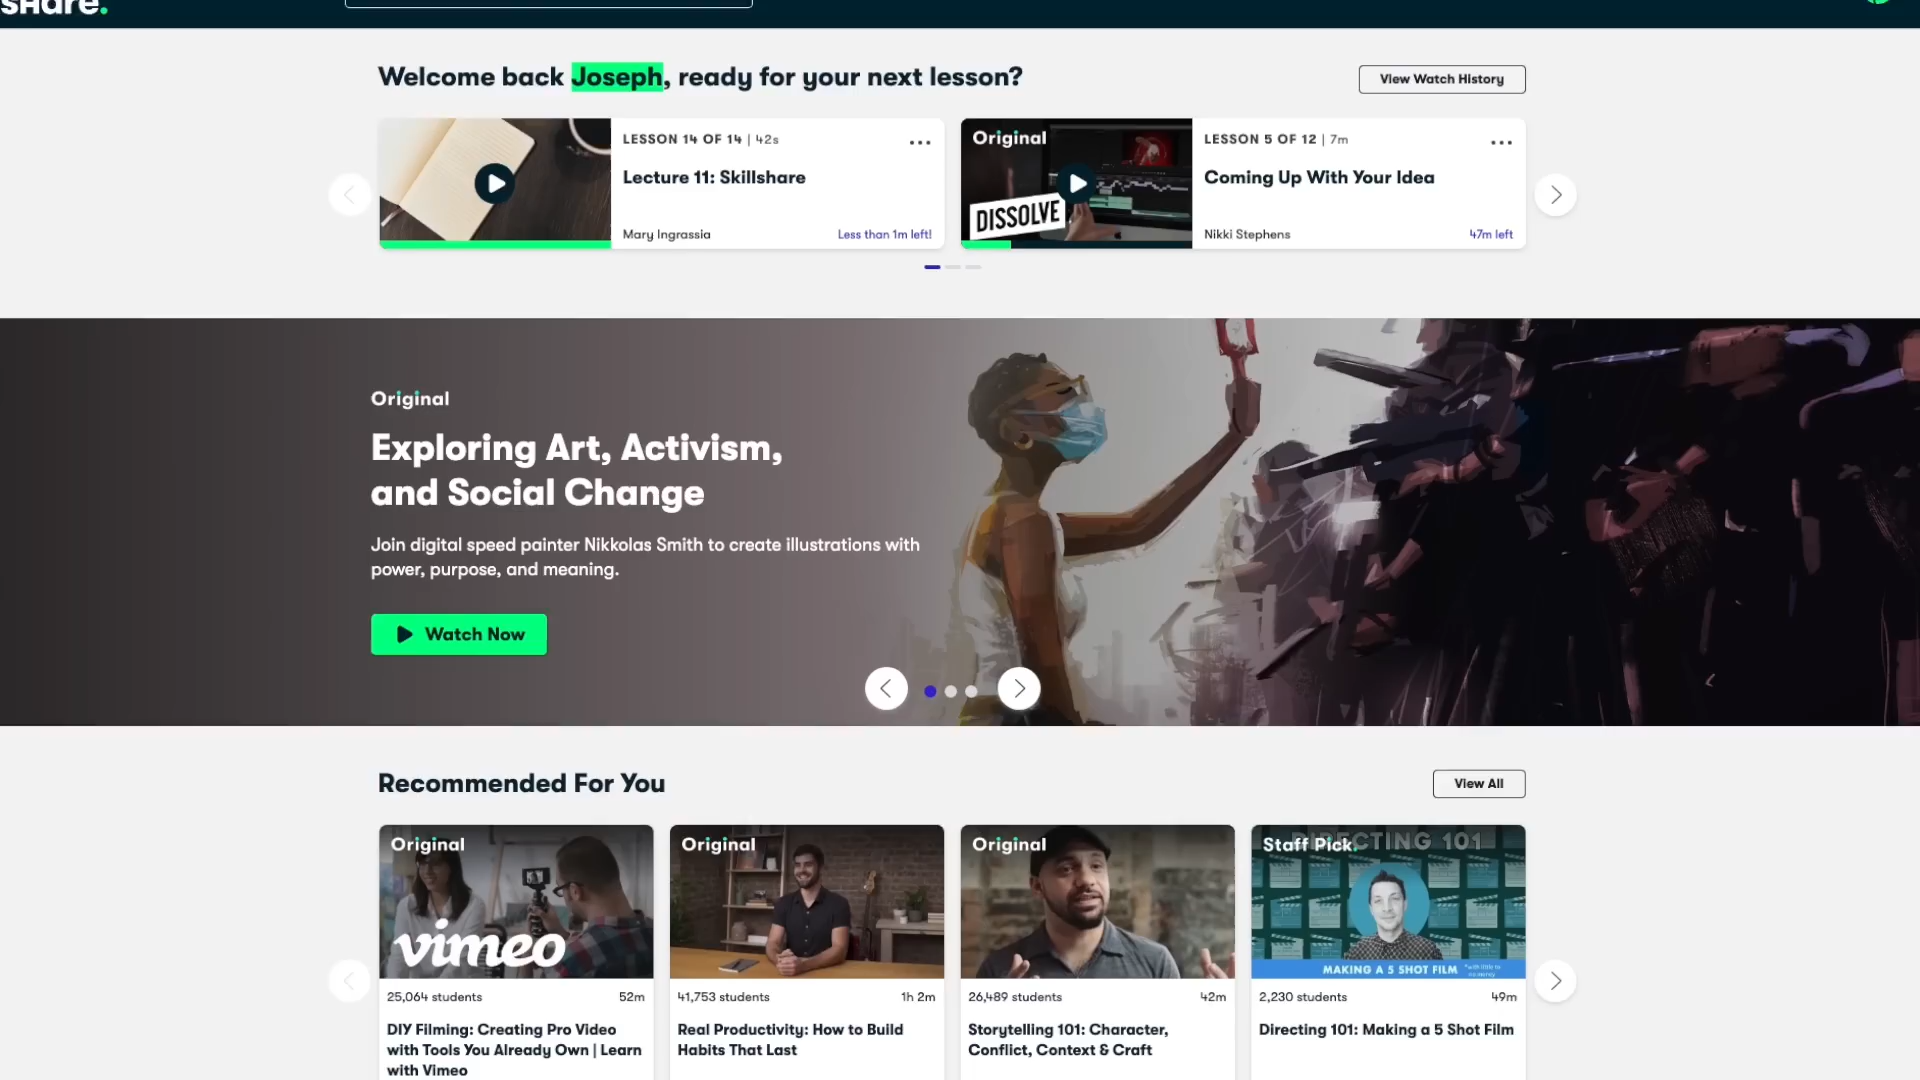 share.
Welcome back Joseph, ready for your next lesson?
View Watch History
LESSON 14 OF 14 | 42s
Lecture 11: Skillshare
Mary Ingrassia
Less than 1m left!
Original
DISSOLVE
LESSON 5 OF 12 | 7m
Coming Up With Your Idea
Nikki Stephens
47m left
Original
Exploring Art, Activism,
and Social Change
Join digital speed painter Nikkolas Smith to create illustrations with
power, purpose, and meaning.
Watch Now
Recommended For You
View All
Original
vimeo
25,064 students
52m
DIY Filming: Creating Pro Video
with Tools You Already Own | Learn
with Vimeo
Original
41,753 students
1h 2m
Real Productivity: How to Build
Habits That Last
Original
26,489 students
42m
Storytelling 101: Character,
Conflict, Context & Craft
Staff Pick.
DIRECTING 101
MAKING A 5 SHOT FILM
2,230 students
49m
Directing 101: Making a 5 Shot Film